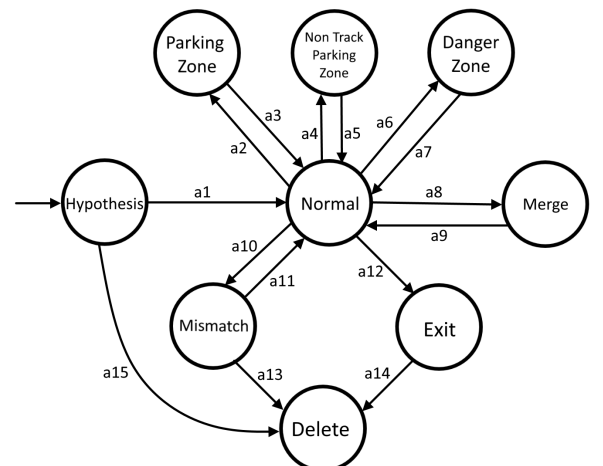 Parking
Zone
Non Track
Parking
Zone
Danger
Zone
a3
a4
a5
a6
a2
a7
a1
a8
Hypothesis
Normal
Merge
a9
a10
a11
a12
Mismatch
Exit
a15
a13
a14
Delete